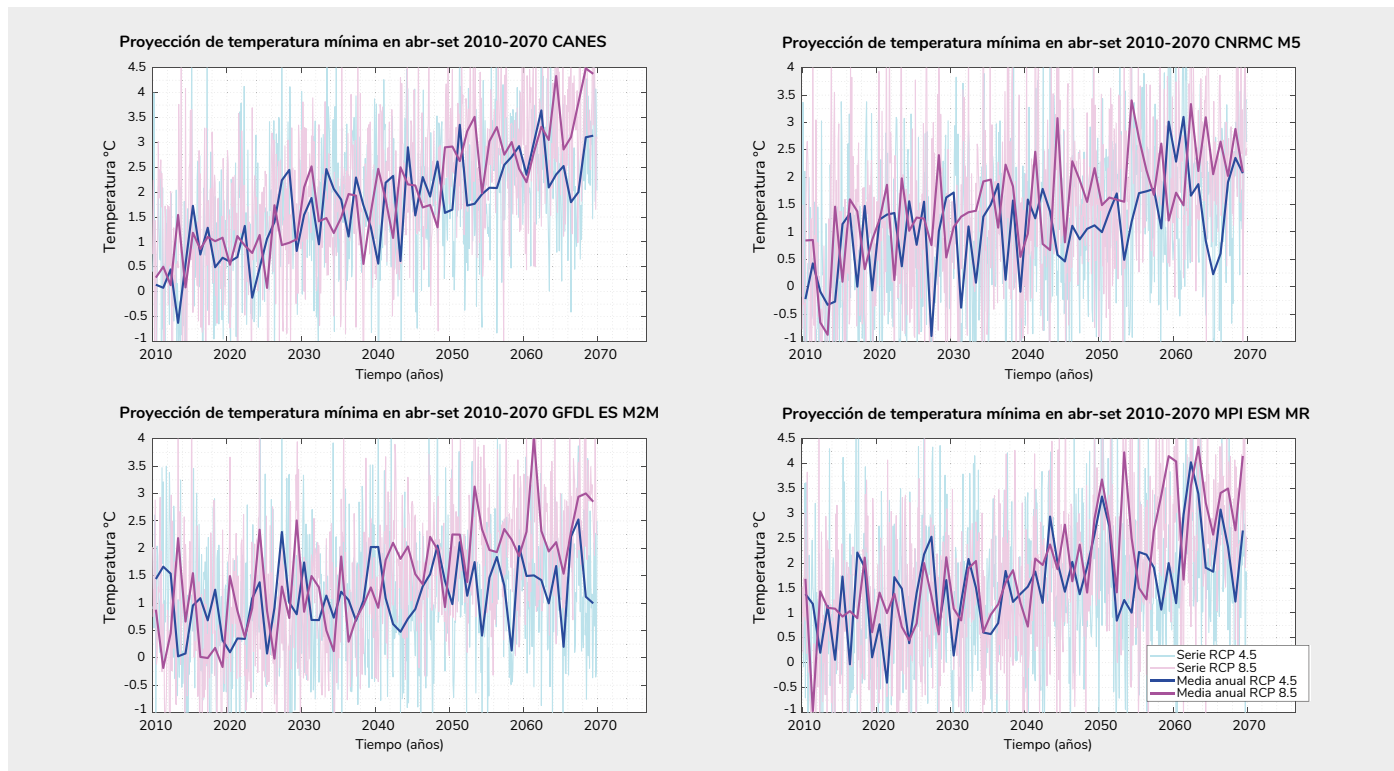 Proyección de temperatura mínima en abr-set 2010-2070 CANES
4.5
4
3.5
3
2.5
2
1.5
1
0.5
0
-0.5
-1
Temperatura °C
2010 2020 2030 2040 2050 2060 2070
Tiempo (años)
Proyección de temperatura mínima en abr-set 2010-2070 CNRMC M5
4
3.5
3
2.5
2
1.5
1
0.5
0
-0.5
-1
Temperatura °C
2010 2020 2030 2040 2050 2060 2070
Tiempo (años)
Proyección de temperatura mínima en abr-set 2010-2070 GFDL ES M2M
4
3.5
3
2.5
2
1.5
1
0.5
0
-0.5
-1
Temperatura °C
2010 2020 2030 2040 2050 2060 2070
Tiempo (años)
Proyección de temperatura mínima en abr-set 2010-2070 MPI ESM MR
4.5
4
3.5
3
2.5
2
1.5
1
0.5
0
-0.5
-1
Temperatura °C
2010 2020 2030 2040 2050 2060 2070
Tiempo (años)
Serie RCP 4.5
Serie RCP 8.5
Media anual RCP 4.5
Media anual RCP 8.5